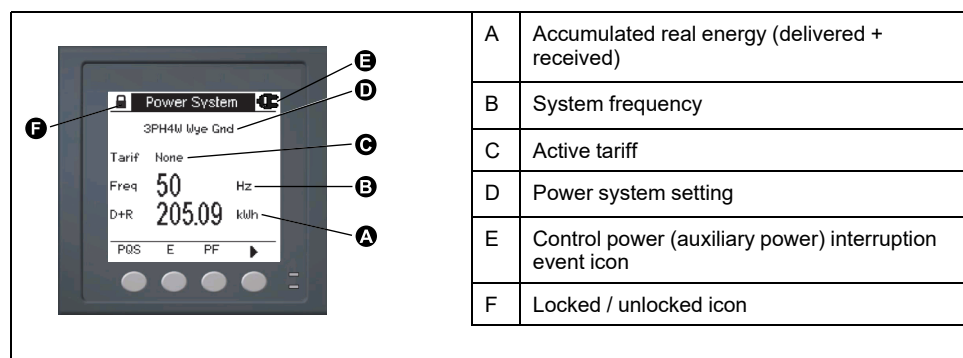 Power System
3PH4W Wye Gnd
Tarif None
Freq 50 Hz
D+R 205.09 kWh
PQS E PF
E
D
F
C
B
A
A Accumulated real energy (delivered +
received)
B System frequency
C Active tariff
D Power system setting
E Control power (auxiliary power) interruption
event icon
F Locked / unlocked icon